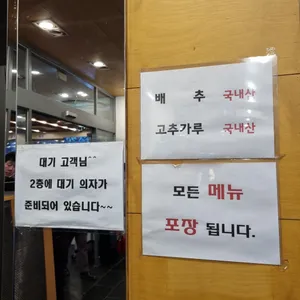 대기 고객님^^
2층에 대기 의자가
준비되어 있습니다~~
배 추 국내산
고추가루 국내산
모든 메뉴
포장 됩니다.